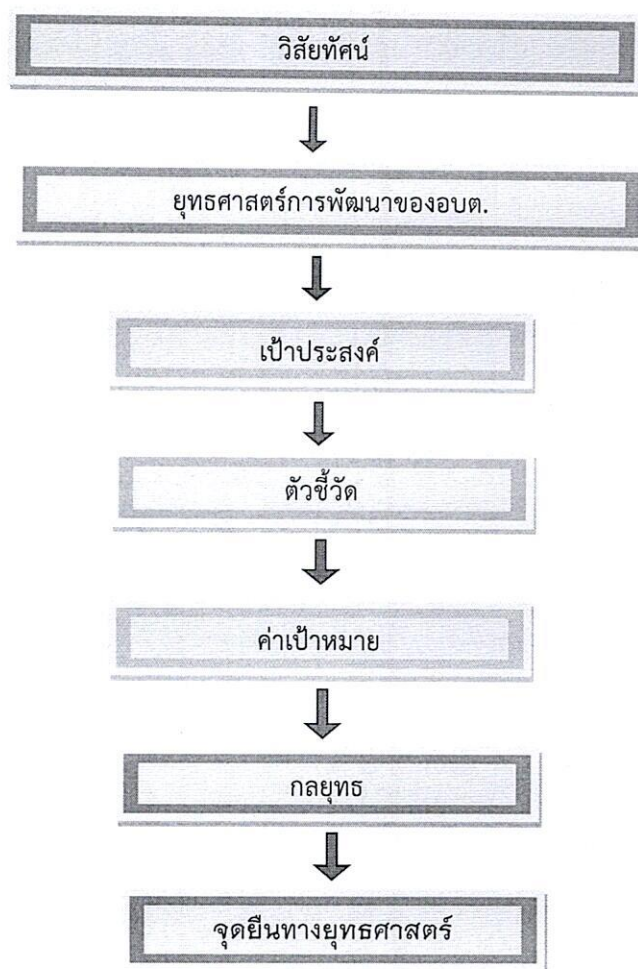 วิสัยทัศน์
ยุทธศาสตร์การพัฒนาของอบต.
เป้าประสงค์
ตัวชี้วัด
ค่าเป้าหมาย
กลยุทธ
จุดยืนทางยุทธศาสตร์